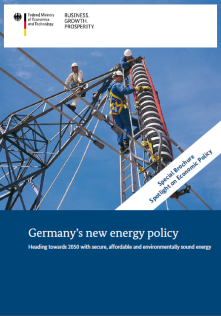 Federal Ministry
of Economics
and Technology
BUSINESS.
GROWTH.
PROSPERITY.
Special Brochure
Spotlight on Economic Policy
Germany's new energy policy
Heading towards 2050 with secure, affordable and environmentally sound energy